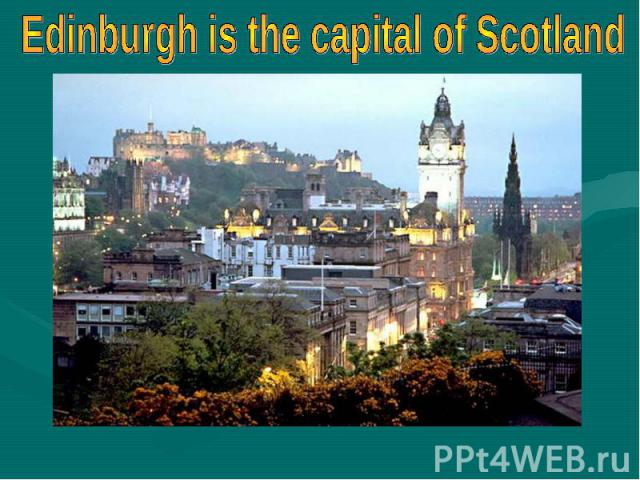 Edinburgh is the capital of Scotland
PPt4WEB.ru